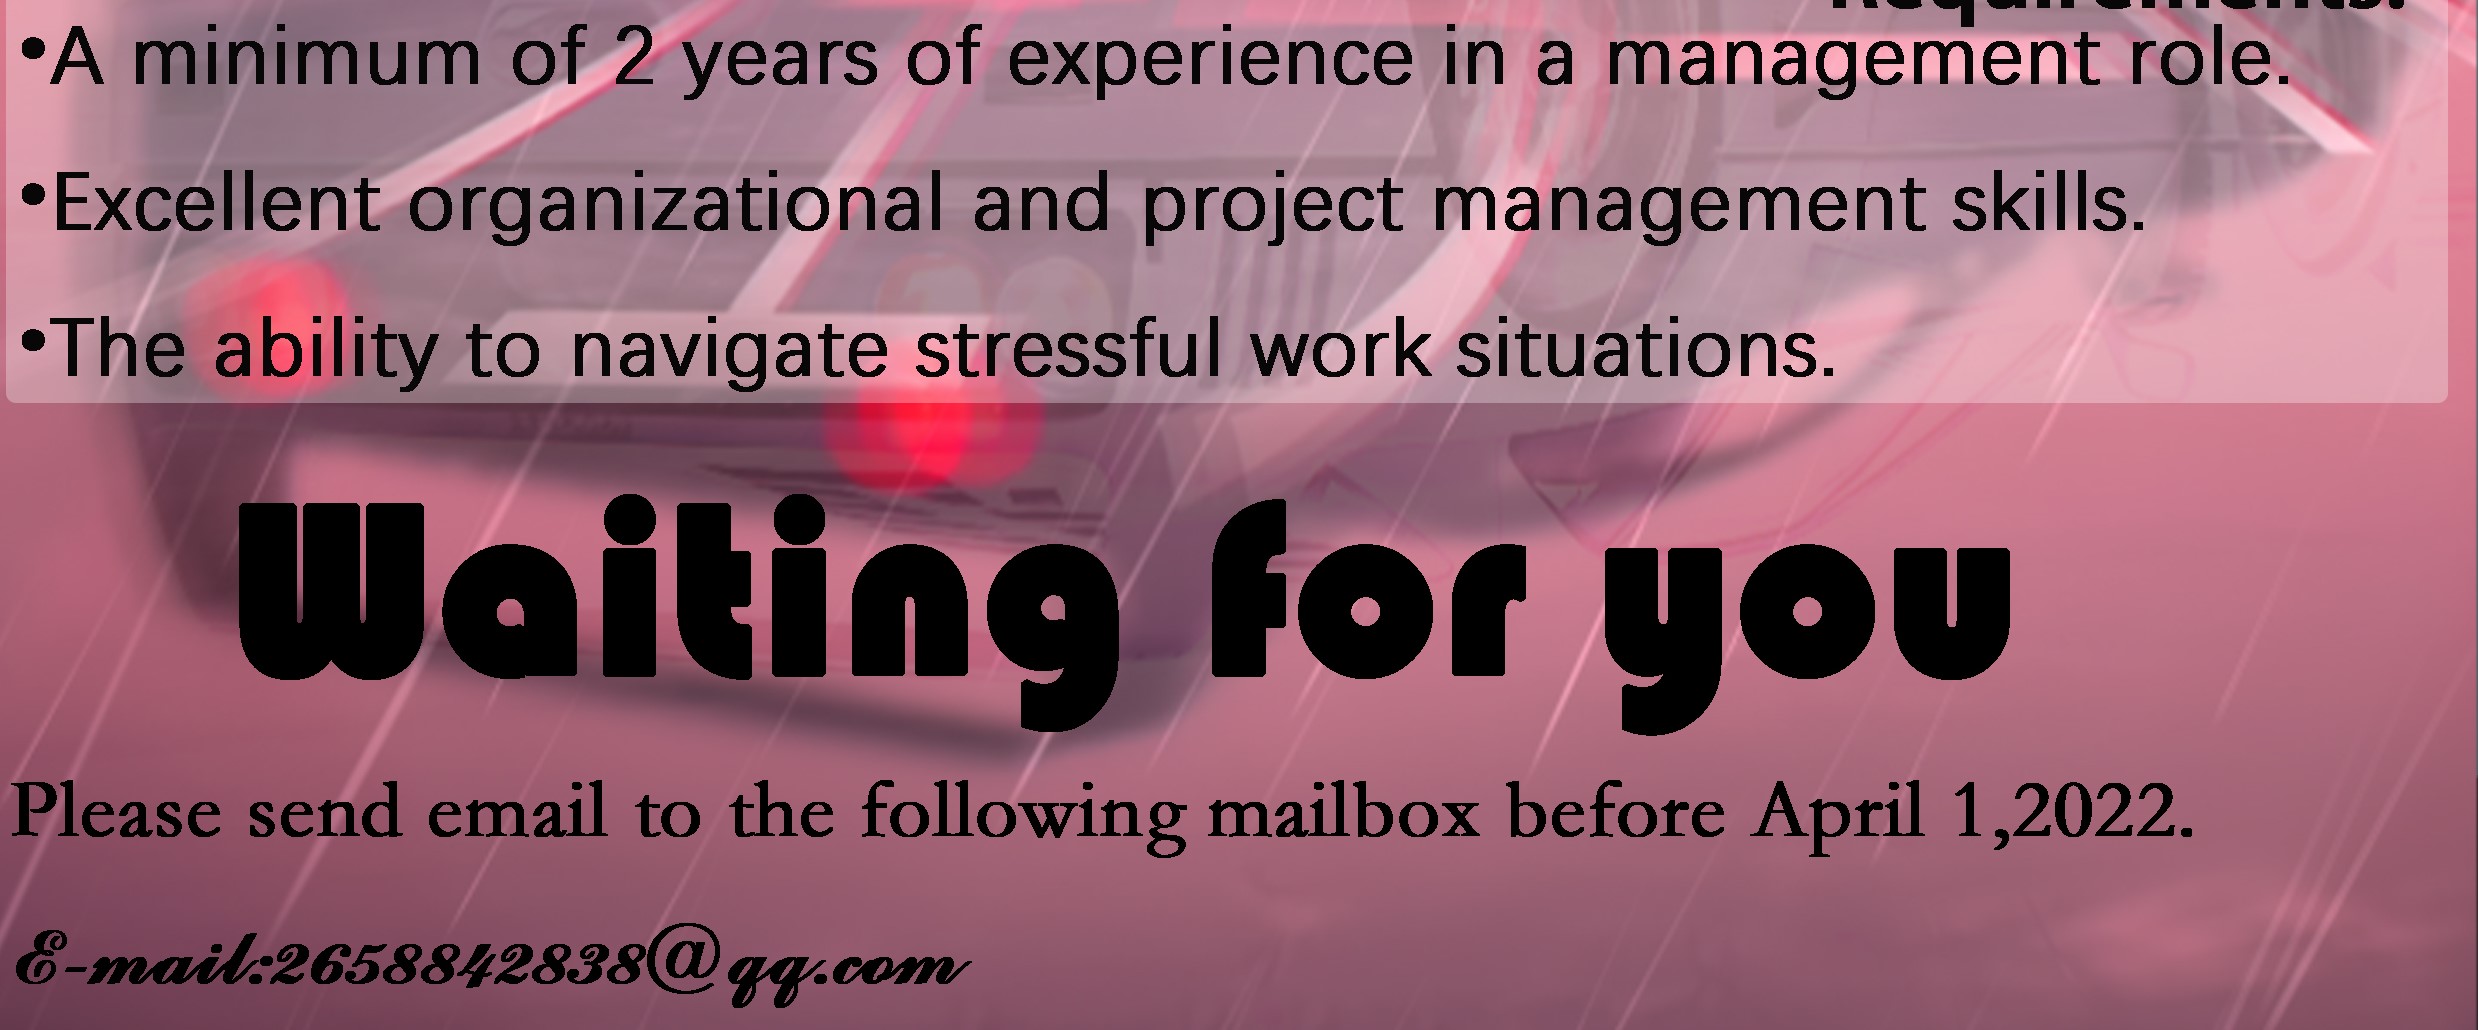 Requirements:
•A minimum of 2 years of experience in a management role.
•Excellent organizational and project management skills.
•The ability to navigate stressful work situations.
Waiting for you
Please send email to the following mailbox before April 1,2022.
E-mail:2658842838@qq.com